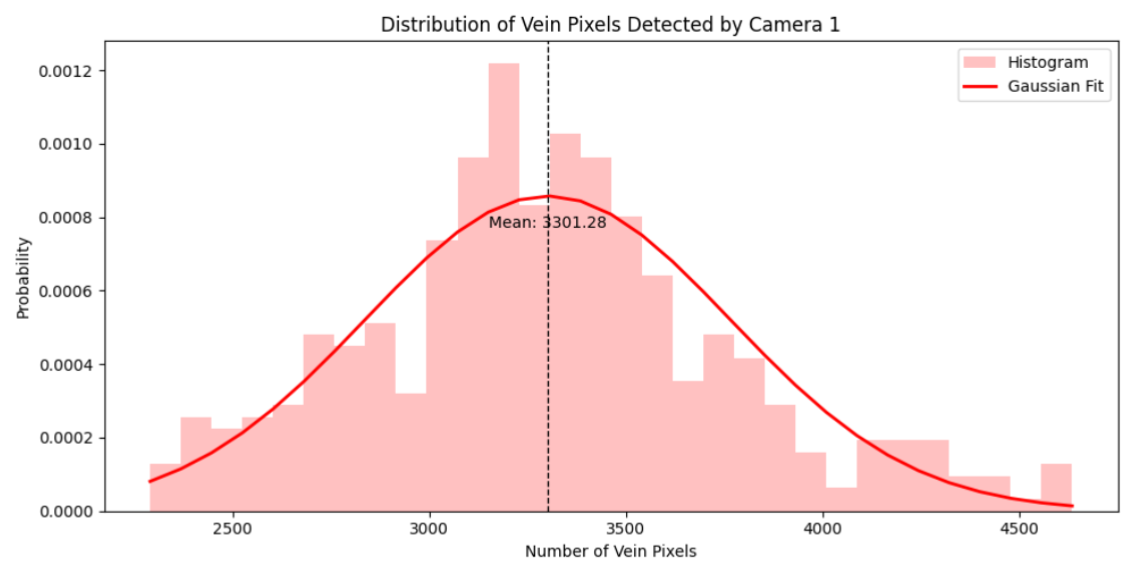 Distribution of Vein Pixels Detected by Camera 1
Histogram
Gaussian Fit
Mean: 3301.28
Probability
0.0012
0.0010
0.0008
0.0006
0.0004
0.0002
0.0000
2500 3000 3500 4000 4500
Number of Vein Pixels